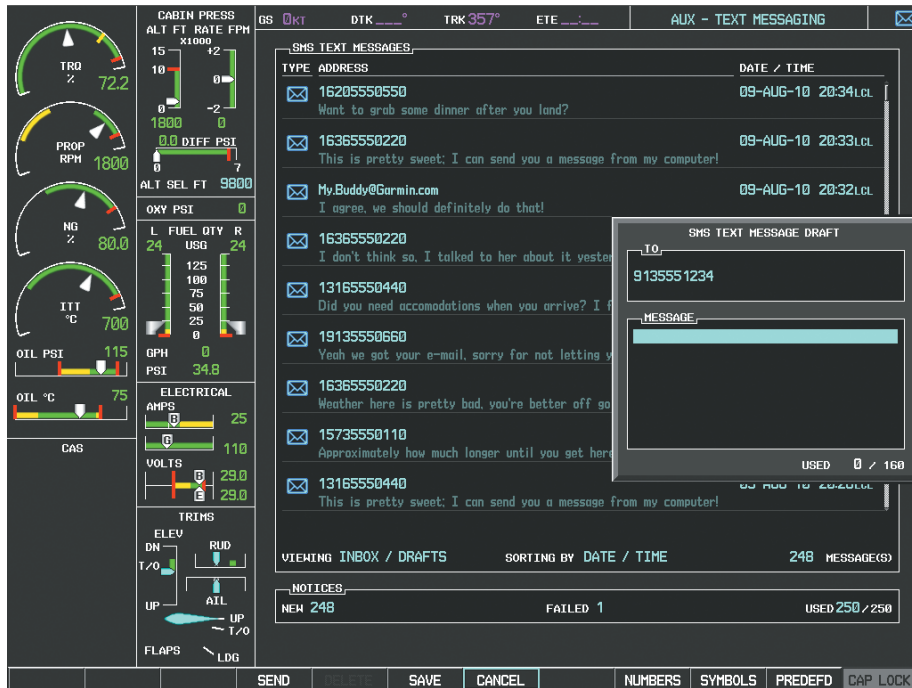 CABIN PRESS
ALT FT RATE FPM
X1000
15 +2
10 0
0 -2
1800 0
0.0 DIFF PSI
0 7
ALT SEL FT 9800
OXY PSI 0
L FUEL QTY R
24 USG 24
125
100
75
50
25
0
GPH 0
PSI 34.8
ELECTRICAL
AMPS
B 25
G 110
VOLTS
B 29.0
E 29.0
TRIMS
ELEV
DN RUD
T/O
UP AIL
UP
T/O
FLAPS LDG
TRQ
% 72.2
PROP
RPM 1800
NG
% 80.0
ITT
°C 700
OIL PSI 115
OIL °C 75
CAS
GS 0KT DTK ___° TRK 357° ETE __:__ AUX - TEXT MESSAGING
SMS TEXT MESSAGES
TYPE ADDRESS DATE / TIME
16205550550 09-AUG-10 20:34LCL
Want to grab some dinner after you land?
16365550220 09-AUG-10 20:33LCL
This is pretty sweet; I can send you a message from my computer!
My.Buddy@Garmin.com 09-AUG-10 20:32LCL
I agree, we should definitely do that!
16365550220
I don't think so, I talked to her about it yester
13165550440
Did you need accomodations when you arrive? I f
19135550660
Yeah we got your e-mail, sorry for not letting y
16365550220
Weather here is pretty bad, you're better off go
15735550110
Approximately how much longer until you get here
13165550440
This is pretty sweet; I can send you a message from my computer!
VIEWING INBOX / DRAFTS SORTING BY DATE / TIME 248 MESSAGE(S)
NOTICES
NEW 248 FAILED 1 USED 250/250
SMS TEXT MESSAGE DRAFT
TO
9135551234
MESSAGE
USED 0 / 160
SEND DELETE SAVE CANCEL NUMBERS SYMBOLS PREDEFD CAP LOCK